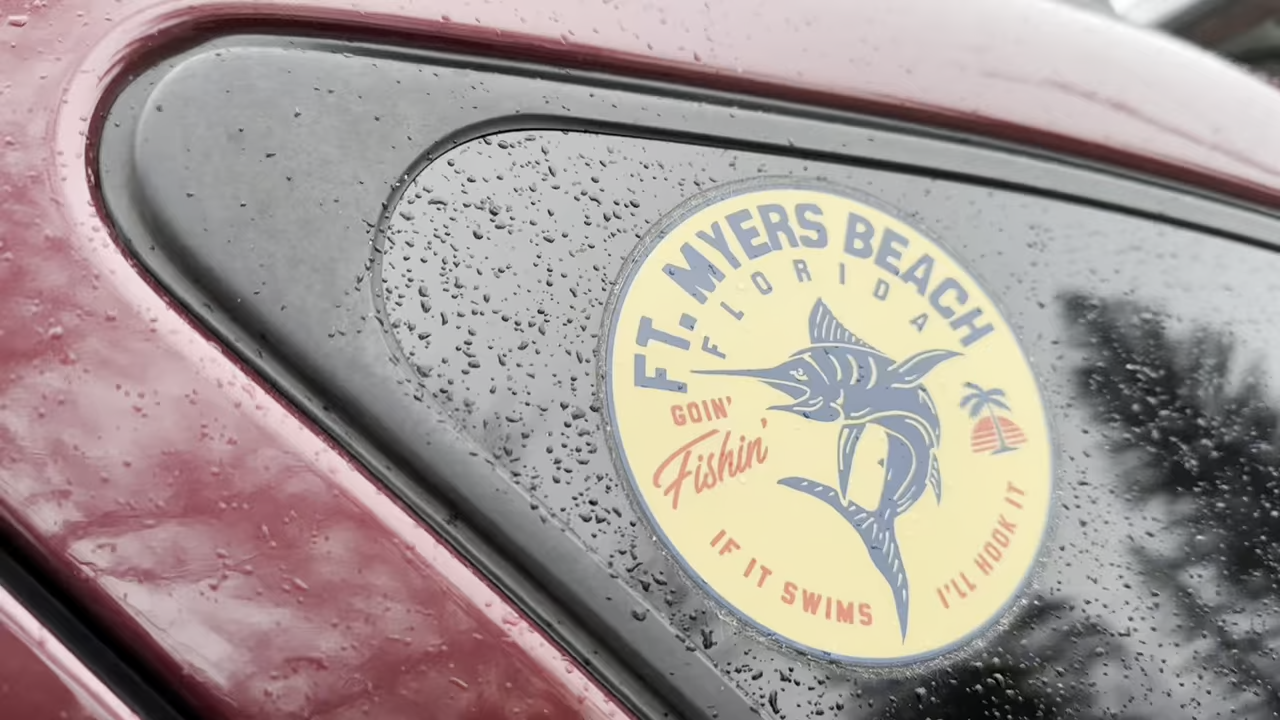 FT. MYERS BEACH
FLORIDA
GOIN'
Fishin'
IF IT SWIMS
I'LL HOOK IT